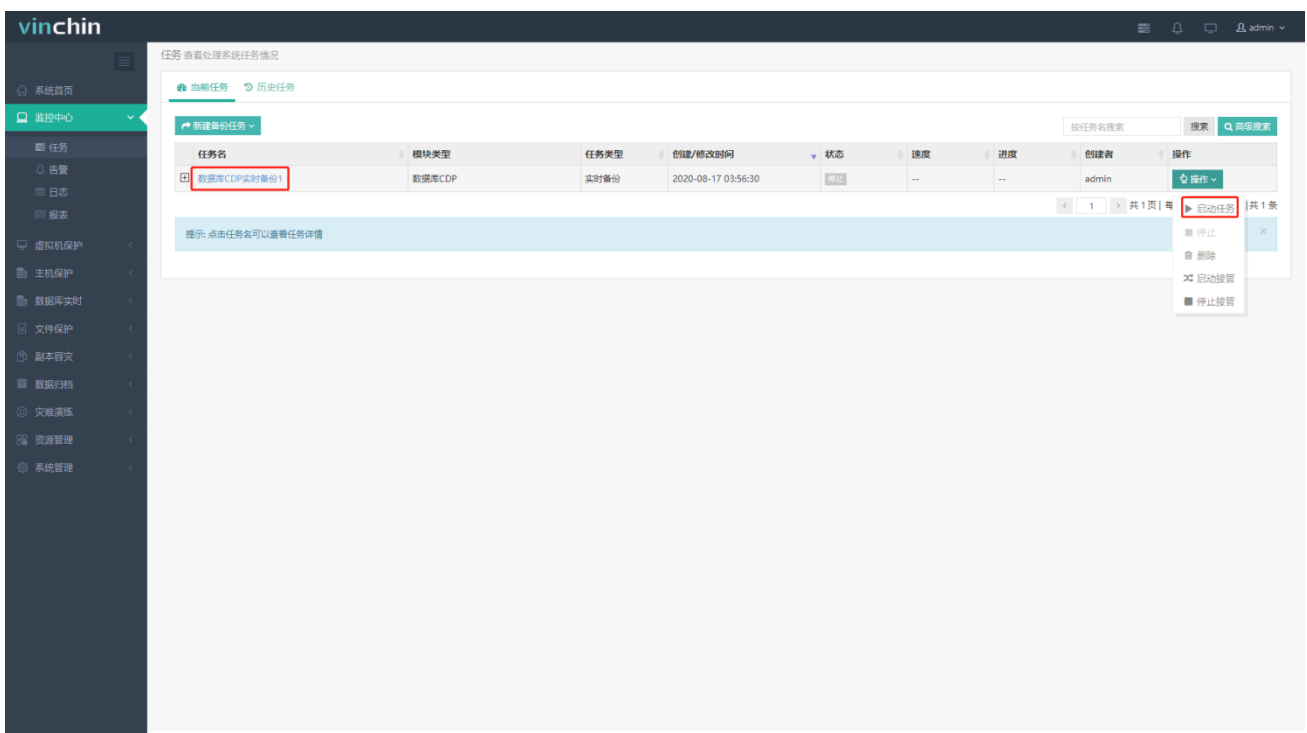 vinchin
admin
任务 查看处理系统任务情况
系统首页
监控中心
任务
告警
日志
报表
虚拟机保护
主机保护
数据库实时
文件保护
副本容灾
数据归档
灾难演练
资源管理
系统管理
当前任务 历史任务
新建备份任务
按任务名搜索 搜索 高级搜索
任务名 模块类型 任务类型 创建/修改时间 状态 速度 进度 创建者 操作
数据库CDP实时备份1 数据库CDP 实时备份 2020-08-17 03:56:30 停止 -- -- admin 操作
1 共1页| 每 |共1条
提示: 点击任务名可以查看任务详情
启动任务
停止
删除
启动接管
停止接管